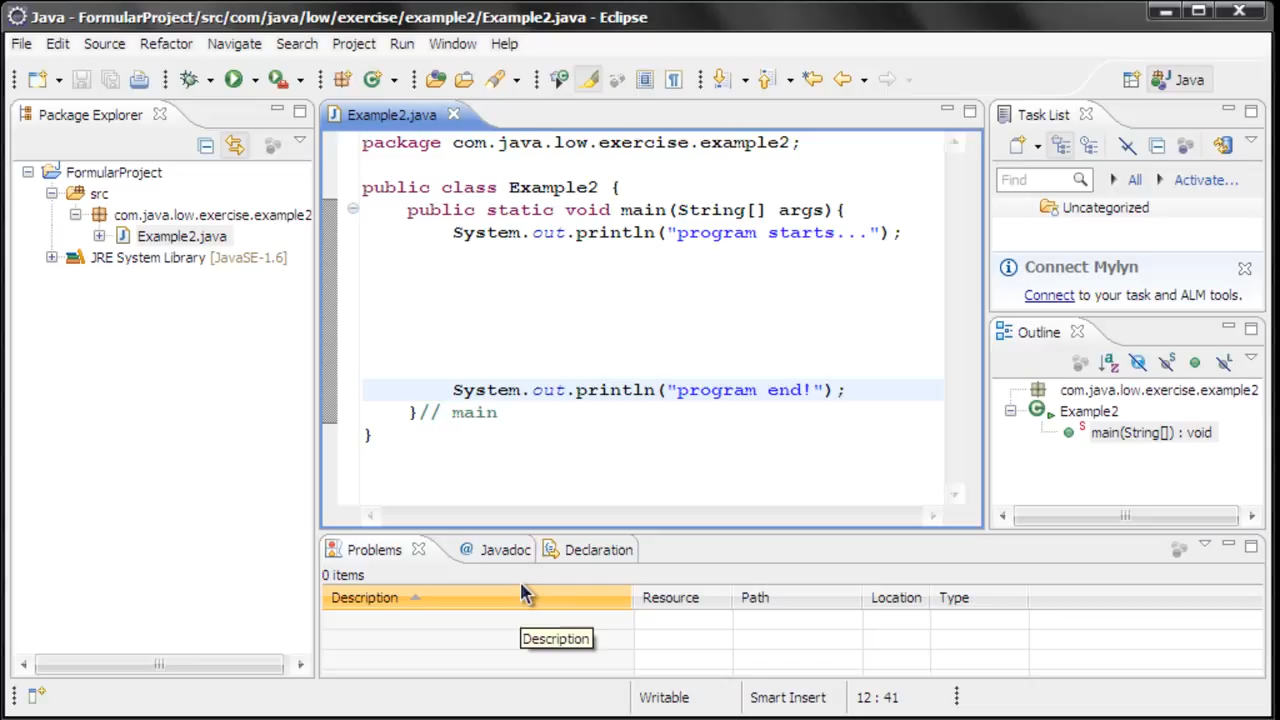 Java - FormularProject/src/com/java/low/exercise/example2/Example2.java - Eclipse
File Edit Source Refactor Navigate Search Project Run Window Help
Java
Package Explorer
FormularProject
src
com.java.low.exercise.example2
Example2.java
JRE System Library [JavaSE-1.6]
Example2.java
package com.java.low.exercise.example2;
public class Example2 {
public static void main(String[] args){
System.out.println("program starts...");
System.out.println("program end!");
}// main
}
Task List
Find All Activate...
Uncategorized
Connect Mylyn
Connect to your task and ALM tools.
Outline
com.java.low.exercise.example2
Example2
main(String[]) : void
Problems @ Javadoc Declaration
0 items
Description Resource Path Location Type
Description
Writable Smart Insert 12 : 41